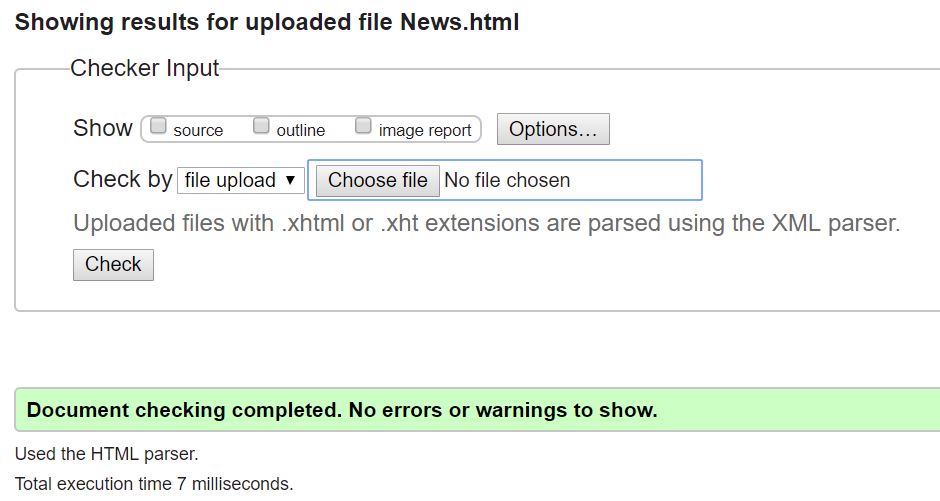 Showing results for uploaded file News.html
Checker Input
Show source outline image report Options…
Check by file upload ▼ Choose file No file chosen
Uploaded files with .xhtml or .xht extensions are parsed using the XML parser.
Check
Document checking completed. No errors or warnings to show.
Used the HTML parser.
Total execution time 7 milliseconds.